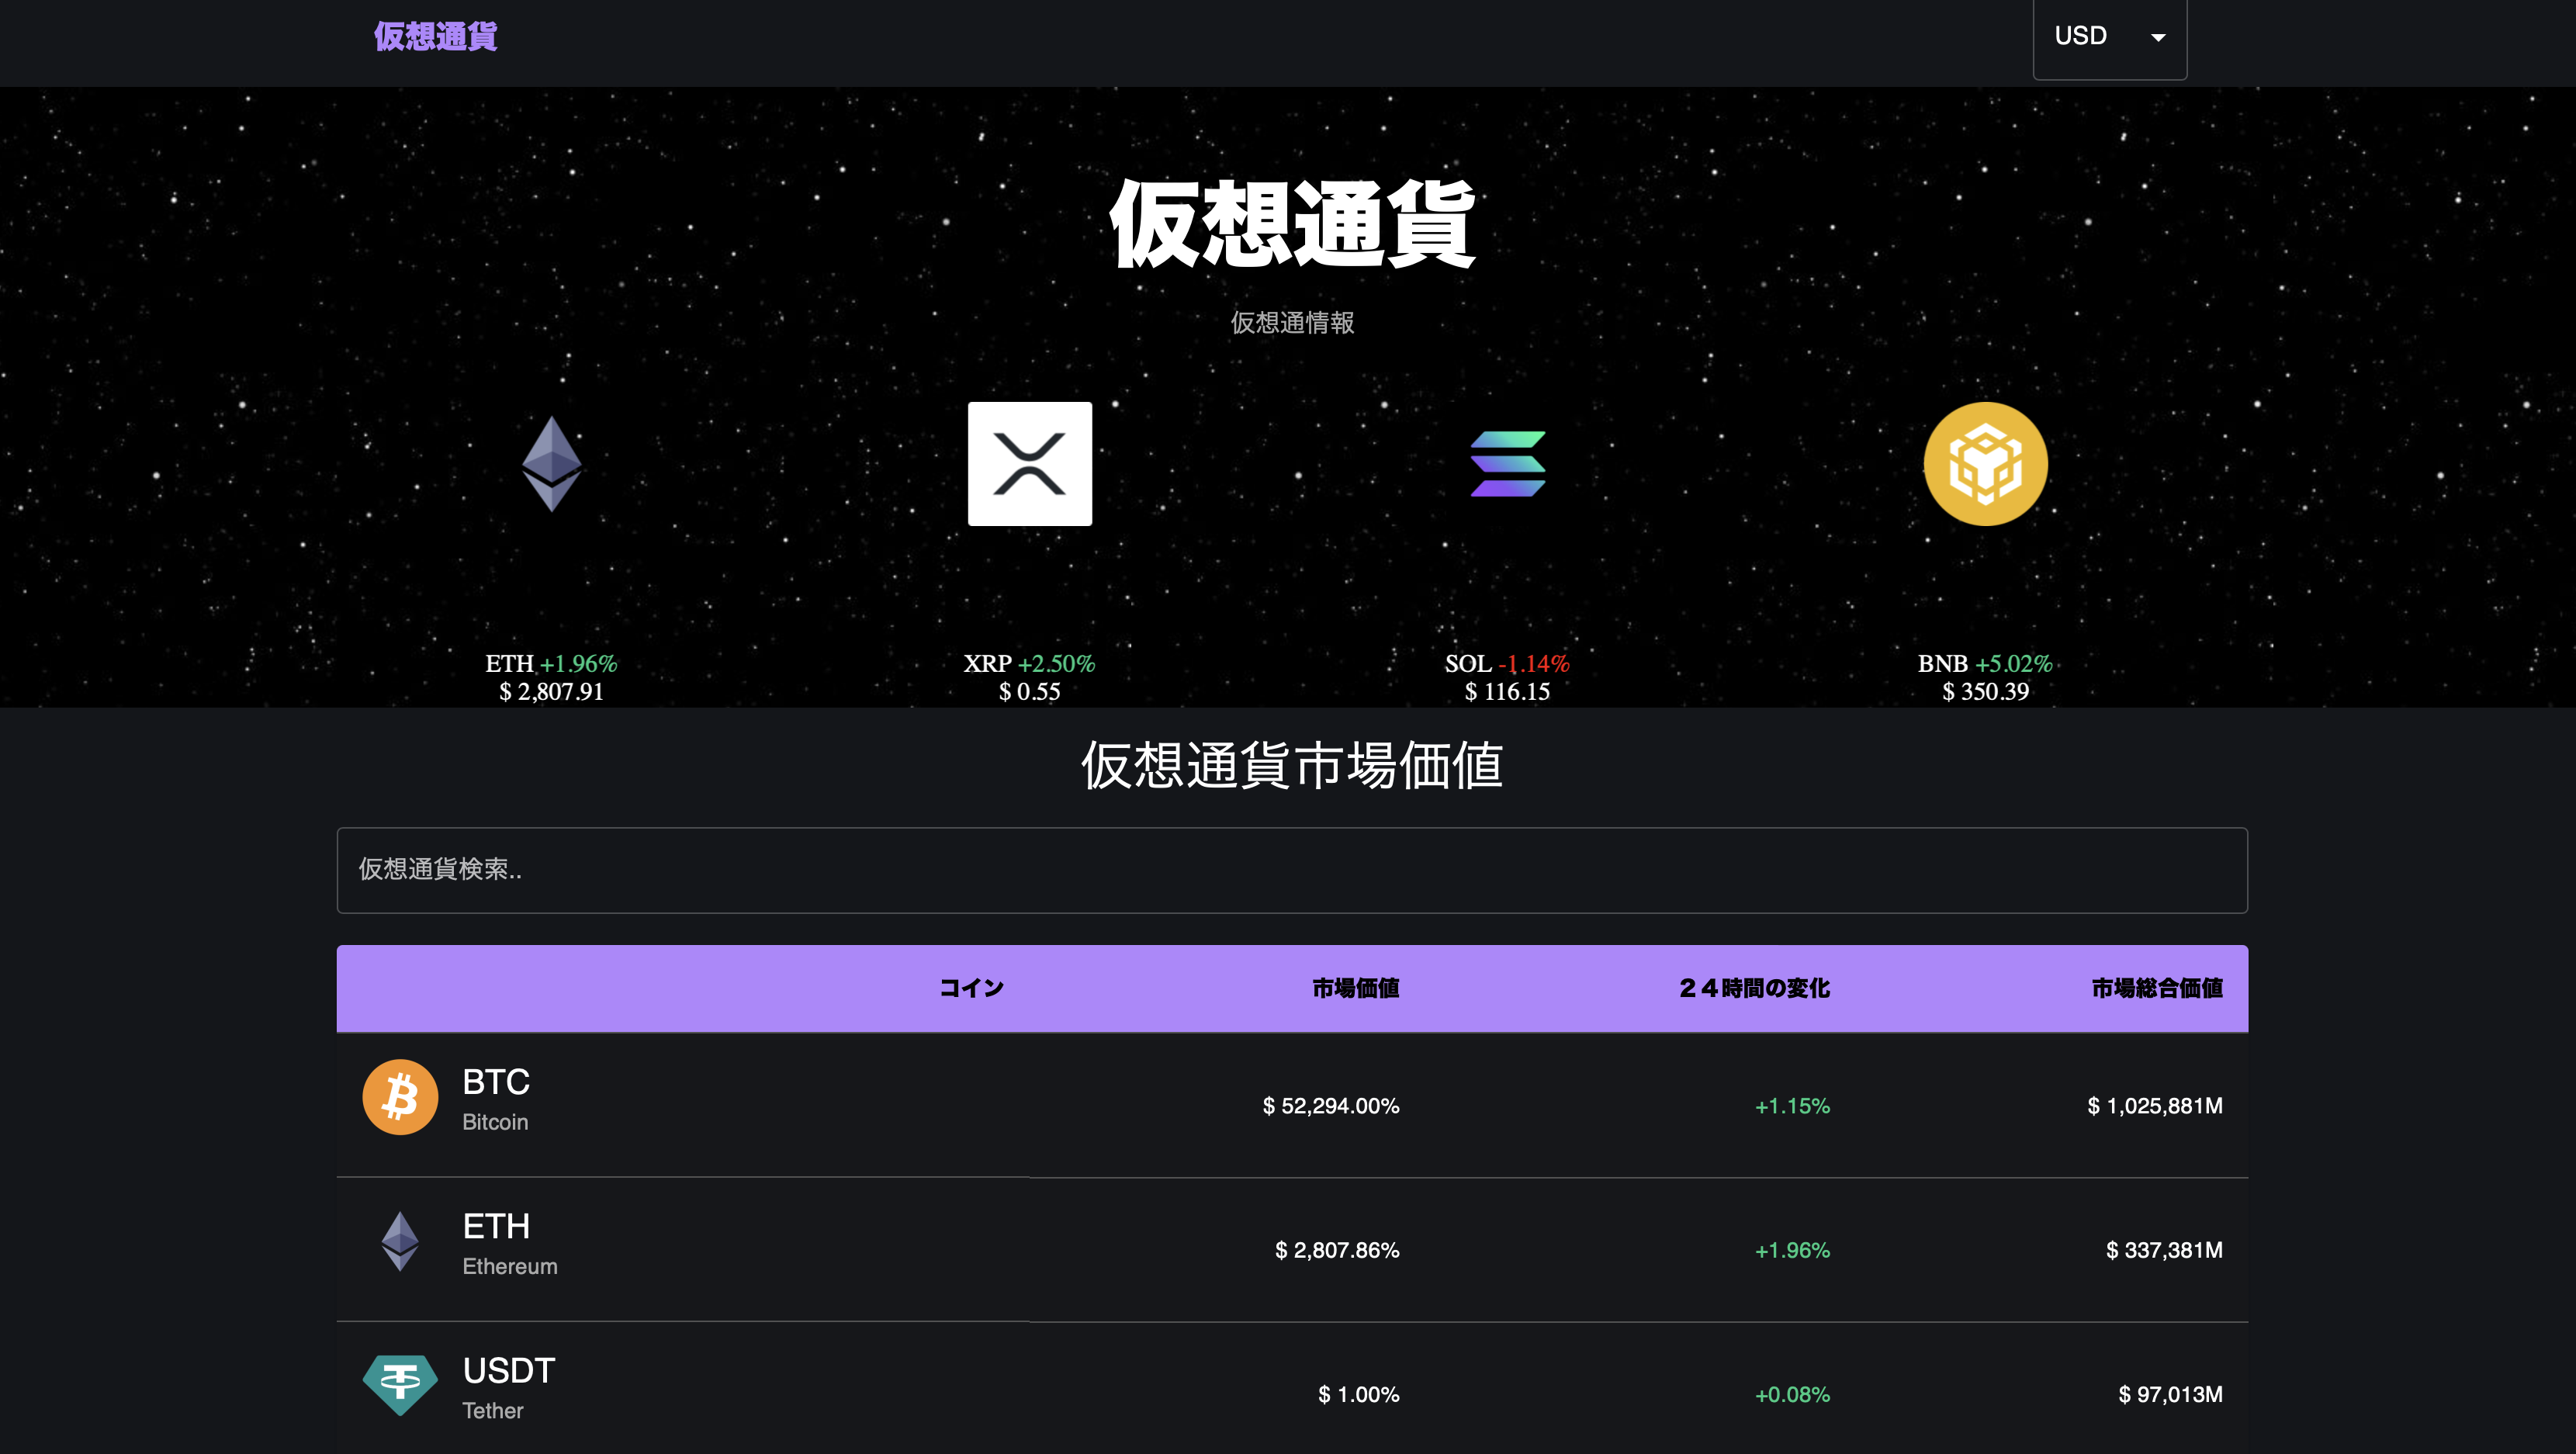 仮想通貨
USD
仮想通貨
仮想通情報
ETH +1.96%
$ 2,807.91
XRP +2.50%
$ 0.55
SOL -1.14%
$ 116.15
BNB +5.02%
$ 350.39
仮想通貨市場価値
仮想通貨検索..
コイン 市場価値 2４時間の変化 市場総合価値
BTC
Bitcoin
$ 52,294.00% +1.15% $ 1,025,881M
ETH
Ethereum
$ 2,807.86% +1.96% $ 337,381M
USDT
Tether
$ 1.00% +0.08% $ 97,013M